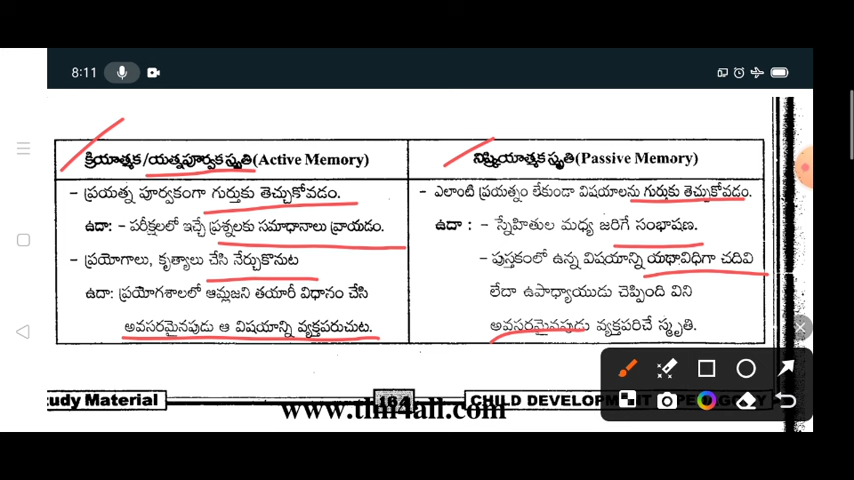 8:11
క్రియాత్మక/యత్నపూర్వక స్మృతి(Active Memory)
- ప్రయత్న పూర్వకంగా గుర్తుకు తెచ్చుకోవడం.
ఉదా: - పరీక్షలలో ఇచ్చే ప్రశ్నలకు సమాధానాలు వ్రాయడం.
- ప్రయోగాలు, కృత్యాలు చేసి నేర్చుకొనుట
ఉదా: ప్రయోగశాలలో ఆమ్లజని తయారీ విధానం చేసి
అవసరమైనపుడు ఆ విషయాన్ని వ్యక్తపరుచుట.
నిష్క్రియాత్మక స్మృతి(Passive Memory)
- ఎలాంటి ప్రయత్నం లేకుండా విషయాలను గుర్తుకు తెచ్చుకోవడం.
ఉదా : - స్నేహితుల మధ్య జరిగే సంభాషణ.
- పుస్తకంలో ఉన్న విషయాన్ని యథావిధిగా చదివి
లేదా ఉపాధ్యాయుడు చెప్పింది విని
అవసరమైనపుడు వ్యక్తపరిచే స్మృతి.
tudy Material
164
CHILD DEVELOPMENT
www.tlm4all.com